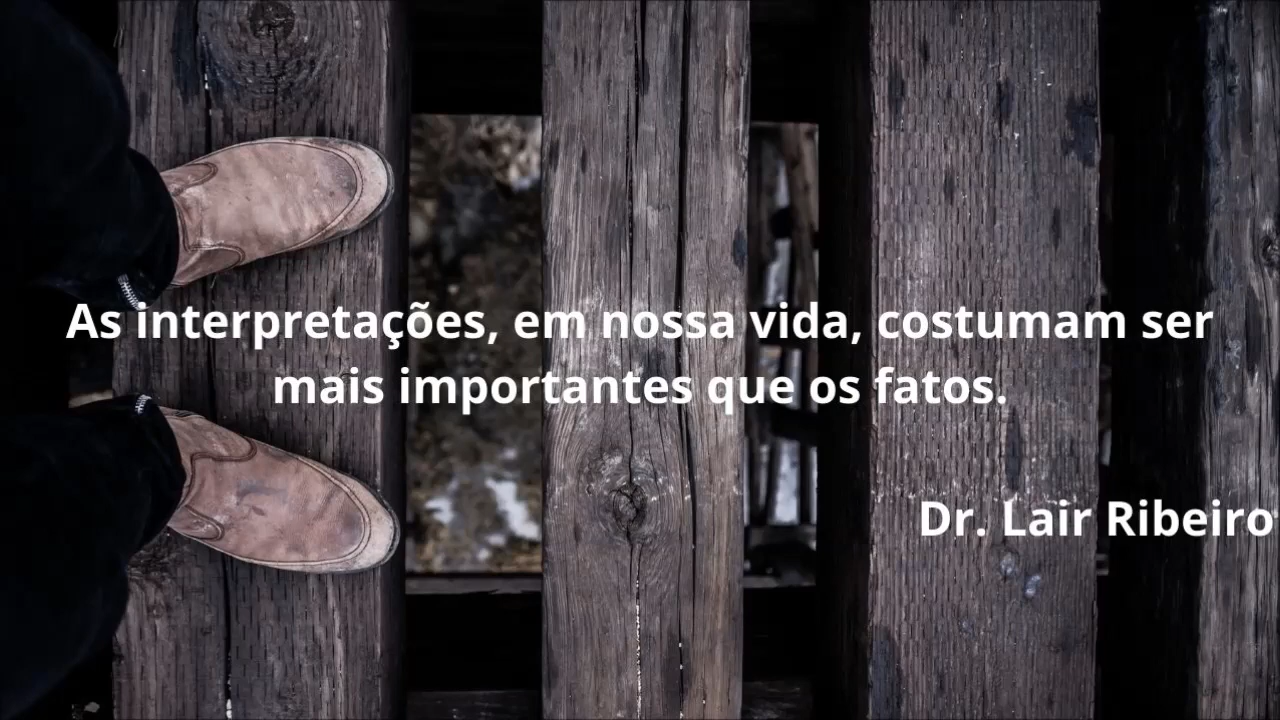 As interpretações, em nossa vida, costumam ser
mais importantes que os fatos.
Dr. Lair Ribeiro